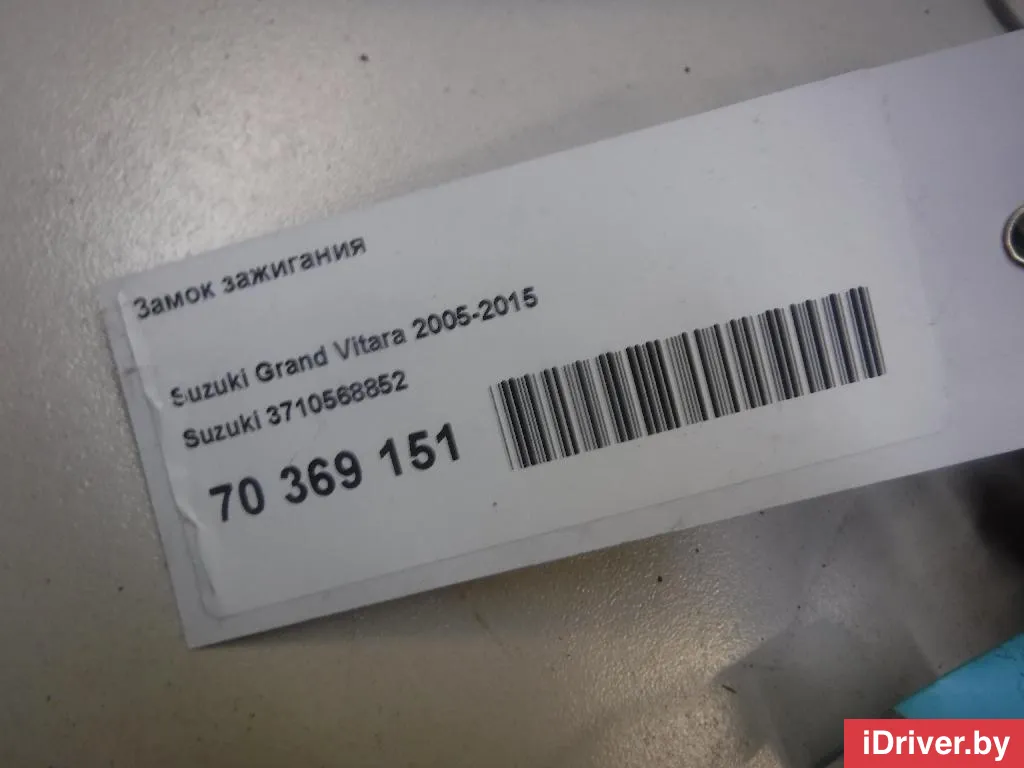 Замок зажигания
Suzuki Grand Vitara 2005-2015
Suzuki 3710568852
70 369 151
iDriver.by